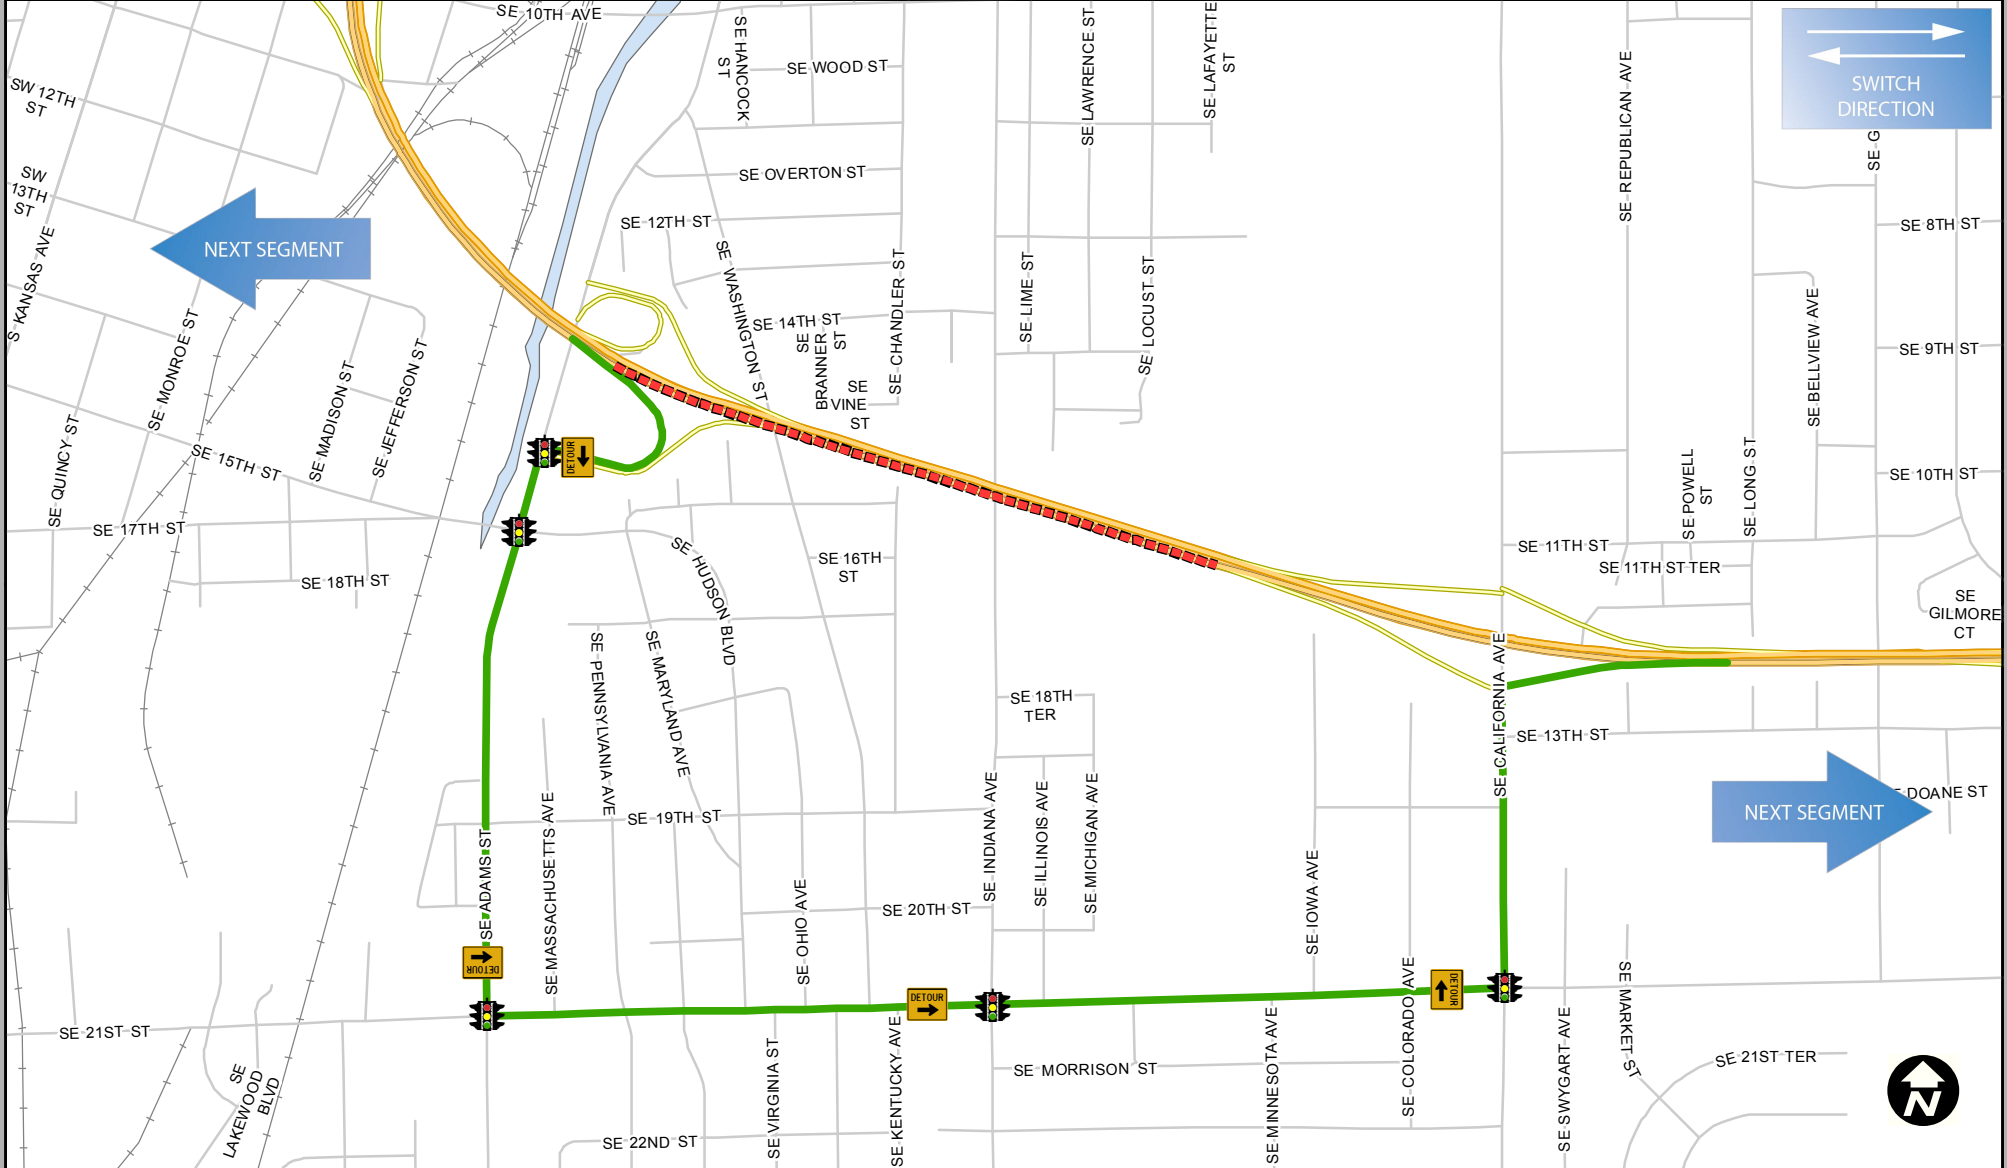 SE 10TH AVE
SE HANCOCK
ST
SE WOOD ST
SE LAWRENCE ST
SE LAFAYETTE
ST
SE REPUBLICAN AVE
SWITCH
DIRECTION
SE G
SW 12TH
ST
SW
13TH
ST
SE OVERTON ST
SE 12TH ST
SE 8TH ST
S KANSAS AVE
NEXT SEGMENT
SE WASHINGTON ST
SE CHANDLER ST
SE LIME ST
SE LOCUST ST
SE BELLVIEW AVE
SE MONROE ST
SE 14TH ST
SE
BRANNER
ST
SE 9TH ST
SE MADISON ST
SE JEFFERSON ST
SE
VINE
ST
SE QUINCY ST
SE 15TH ST
DETOUR
SE POWELL
ST
SE LONG ST
SE 10TH ST
SE 17TH ST
SE 18TH ST
SE HUDSON BLVD
SE 16TH
ST
SE 11TH ST
SE 11TH ST TER
SE
GILMORE
CT
SE PENNSYLVANIA AVE
SE MARYLAND AVE
SE CALIFORNIA AVE
SE 18TH
TER
SE 13TH ST
SE ADAMS ST
SE MASSACHUSETTS AVE
SE 19TH ST
SE INDIANA AVE
SE ILLINOIS AVE
SE MICHIGAN AVE
NEXT SEGMENT
DOANE ST
SE OHIO AVE
SE 20TH ST
SE IOWA AVE
DETOUR
DETOUR
DETOUR
SE COLORADO AVE
SE MARKET ST
SE 21ST ST
SE
LAKEWOOD
BLVD
SE VIRGINIA ST
SE KENTUCKY AVE
SE MORRISON ST
SE MINNESOTA AVE
SE SWYGART AVE
SE 21ST TER
SE 22ND ST
N